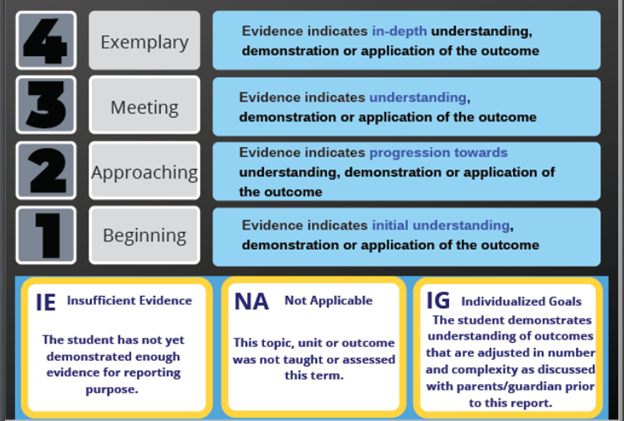 4
Exemplary
Evidence indicates in-depth understanding,
demonstration or application of the outcome
3
Meeting
Evidence indicates understanding,
demonstration or application of the outcome
2
Approaching
Evidence indicates progression towards
understanding, demonstration or application of
the outcome
1
Beginning
Evidence indicates initial understanding,
demonstration or application of the outcome
IE Insufficient Evidence
The student has not yet
demonstrated enough
evidence for reporting
purpose.
NA Not Applicable
This topic, unit or outcome
was not taught or assessed
this term.
IG Individualized Goals
The student demonstrates
understanding of outcomes
that are adjusted in number
and complexity as discussed
with parents/guardian prior
to this report.